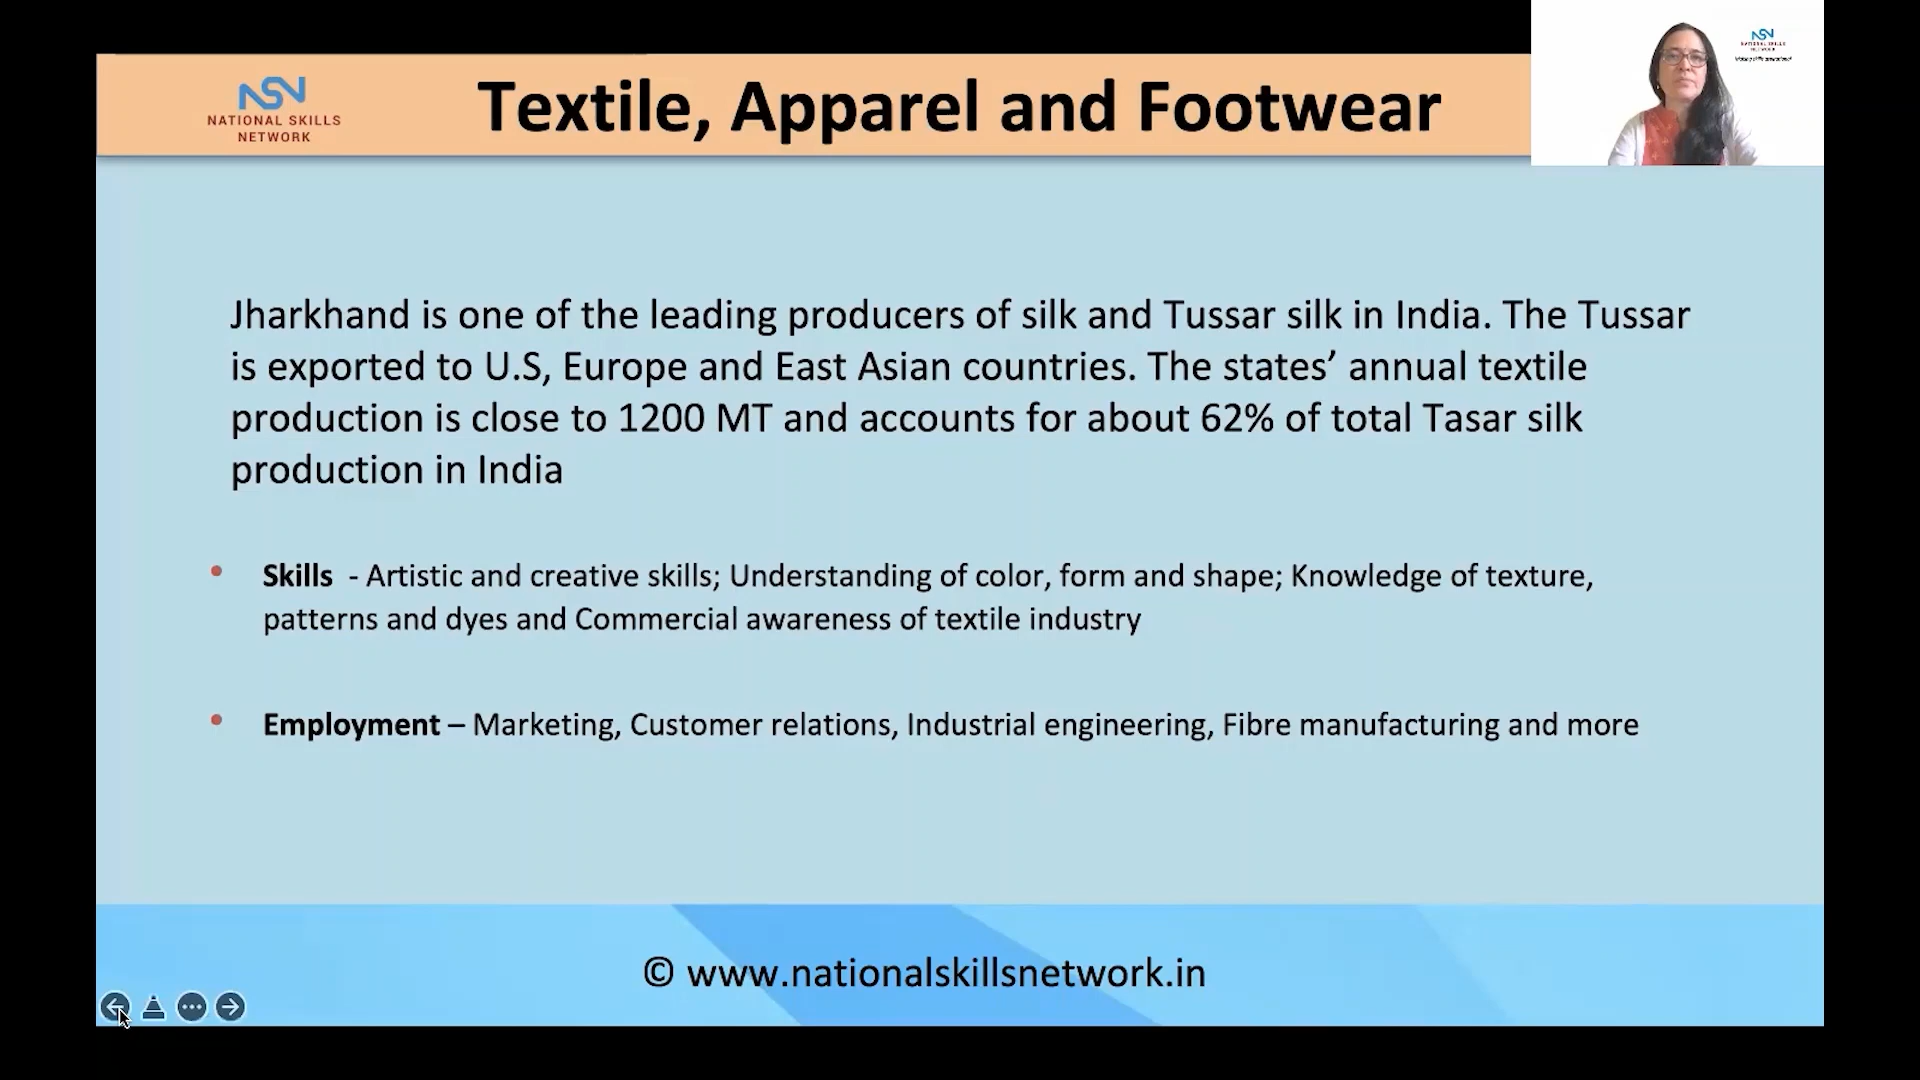 NSN
NATIONAL SKILLS
NETWORK
Textile, Apparel and Footwear
NSN
NATIONAL SKILLS
NETWORK
Jharkhand is one of the leading producers of silk and Tussar silk in India. The Tussar
is exported to U.S, Europe and East Asian countries. The states’ annual textile
production is close to 1200 MT and accounts for about 62% of total Tasar silk
production in India
• Skills - Artistic and creative skills; Understanding of color, form and shape; Knowledge of texture,
patterns and dyes and Commercial awareness of textile industry
• Employment – Marketing, Customer relations, Industrial engineering, Fibre manufacturing and more
© www.nationalskillsnetwork.in